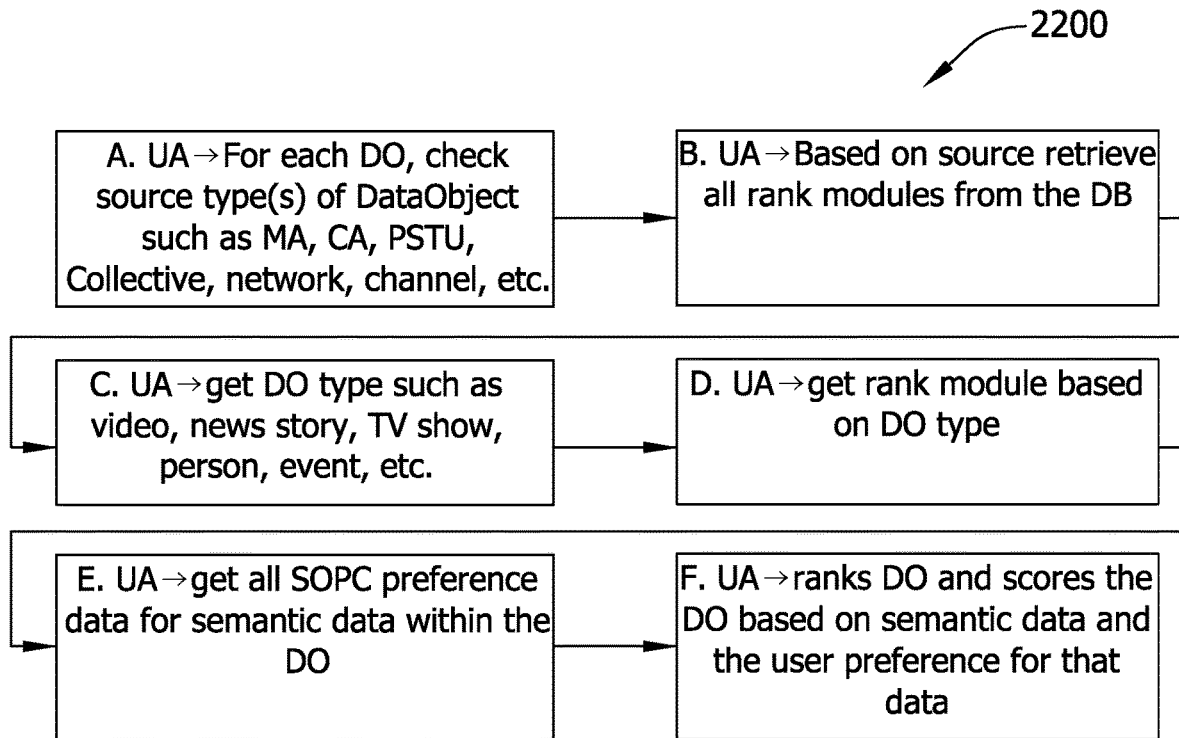 2200
A. UA→For each DO, check
source type(s) of DataObject
such as MA, CA, PSTU,
Collective, network, channel, etc.
B. UA→Based on source retrieve
all rank modules from the DB
C. UA→get DO type such as
video, news story, TV show,
person, event, etc.
D. UA→get rank module based
on DO type
E. UA→get all SOPC preference
data for semantic data within the
DO
F. UA→ranks DO and scores the
DO based on semantic data and
the user preference for that
data